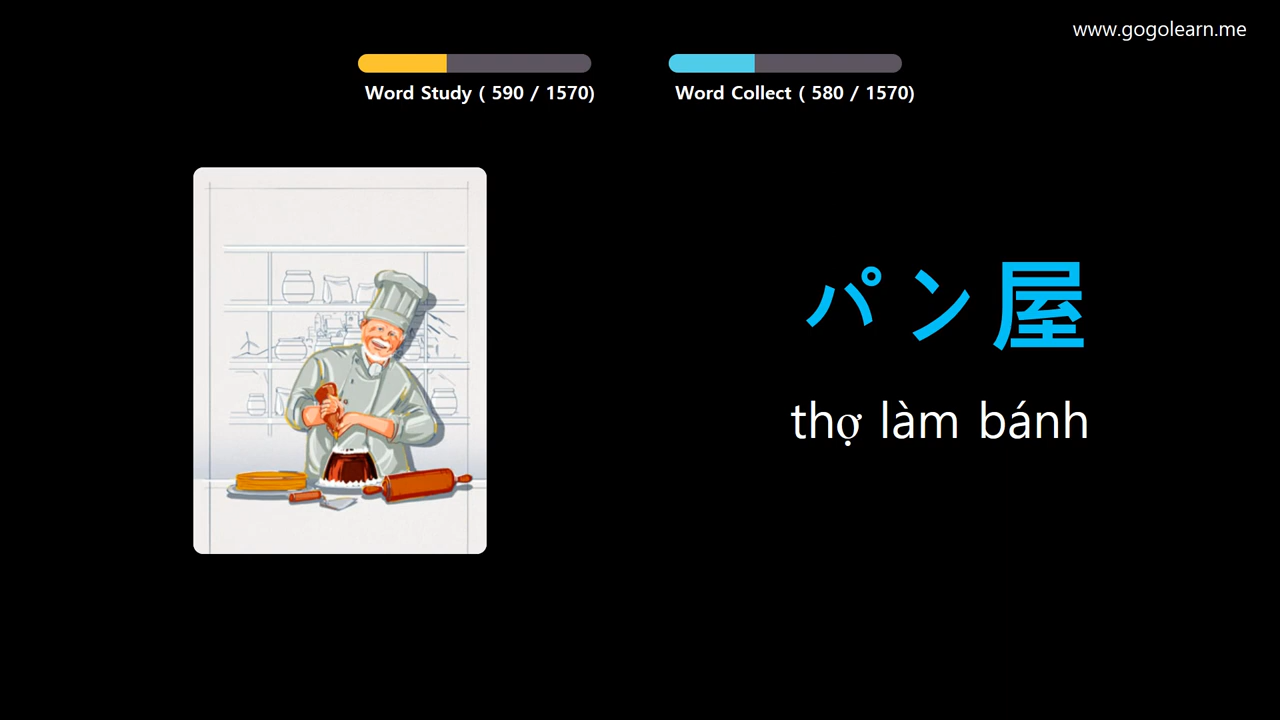 www.gogolearn.me
Word Study ( 590 / 1570)
Word Collect ( 580 / 1570)
パン屋
thợ làm bánh